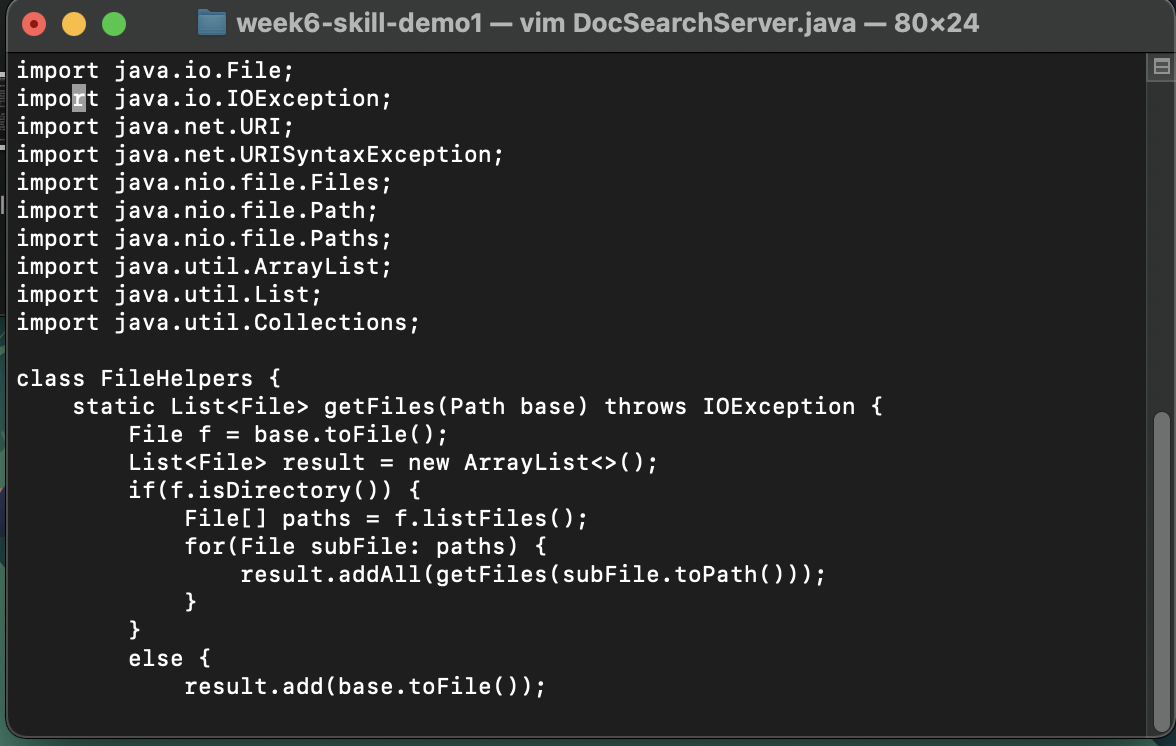 week6-skill-demo1 — vim DocSearchServer.java — 80×24
import java.io.File;
import java.io.IOException;
import java.net.URI;
import java.net.URISyntaxException;
import java.nio.file.Files;
import java.nio.file.Path;
import java.nio.file.Paths;
import java.util.ArrayList;
import java.util.List;
import java.util.Collections;

class FileHelpers {
    static List<File> getFiles(Path base) throws IOException {
        File f = base.toFile();
        List<File> result = new ArrayList<>();
        if(f.isDirectory()) {
            File[] paths = f.listFiles();
            for(File subFile: paths) {
                result.addAll(getFiles(subFile.toPath()));
            }
        }
        else {
            result.add(base.toFile());